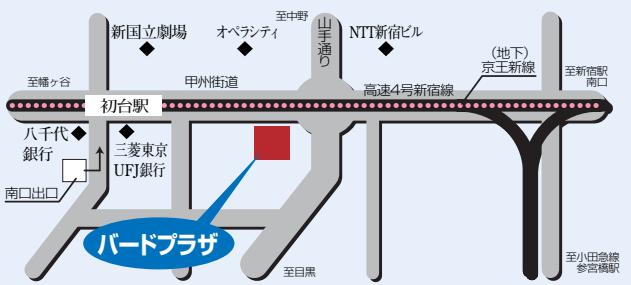 至中野
新国立劇場
オペラシティ
山手通り
NTT新宿ビル
(地下)
京王新線
至新宿駅
南口
至幡ヶ谷
甲州街道
高速4号新宿線
初台駅
八千代
銀行
三菱東京
UFJ銀行
南口出口
バードプラザ
至目黒
至小田急線
参宮橋駅